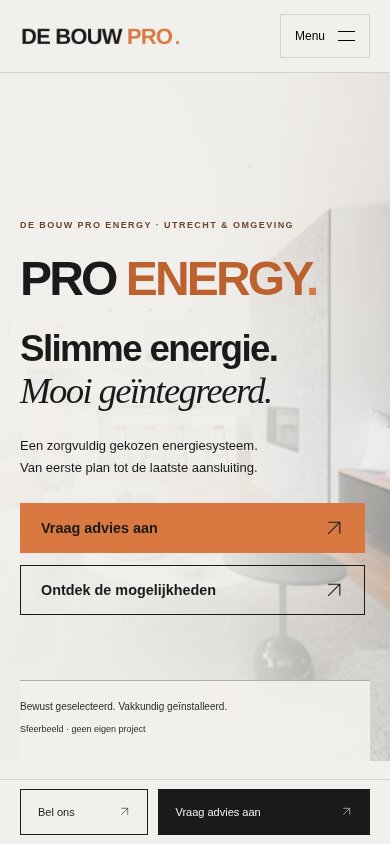 DE BOUW PRO.
Menu
DE BOUW PRO ENERGY · UTRECHT & OMGEVING
PRO ENERGY.
Slimme energie.
Mooi geïntegreerd.
Een zorgvuldig gekozen energiesysteem.
Van eerste plan tot de laatste aansluiting.
Vraag advies aan
Ontdek de mogelijkheden
Bewust geselecteerd. Vakkundig geïnstalleerd.
Sfeerbeeld · geen eigen project
Bel ons
Vraag advies aan